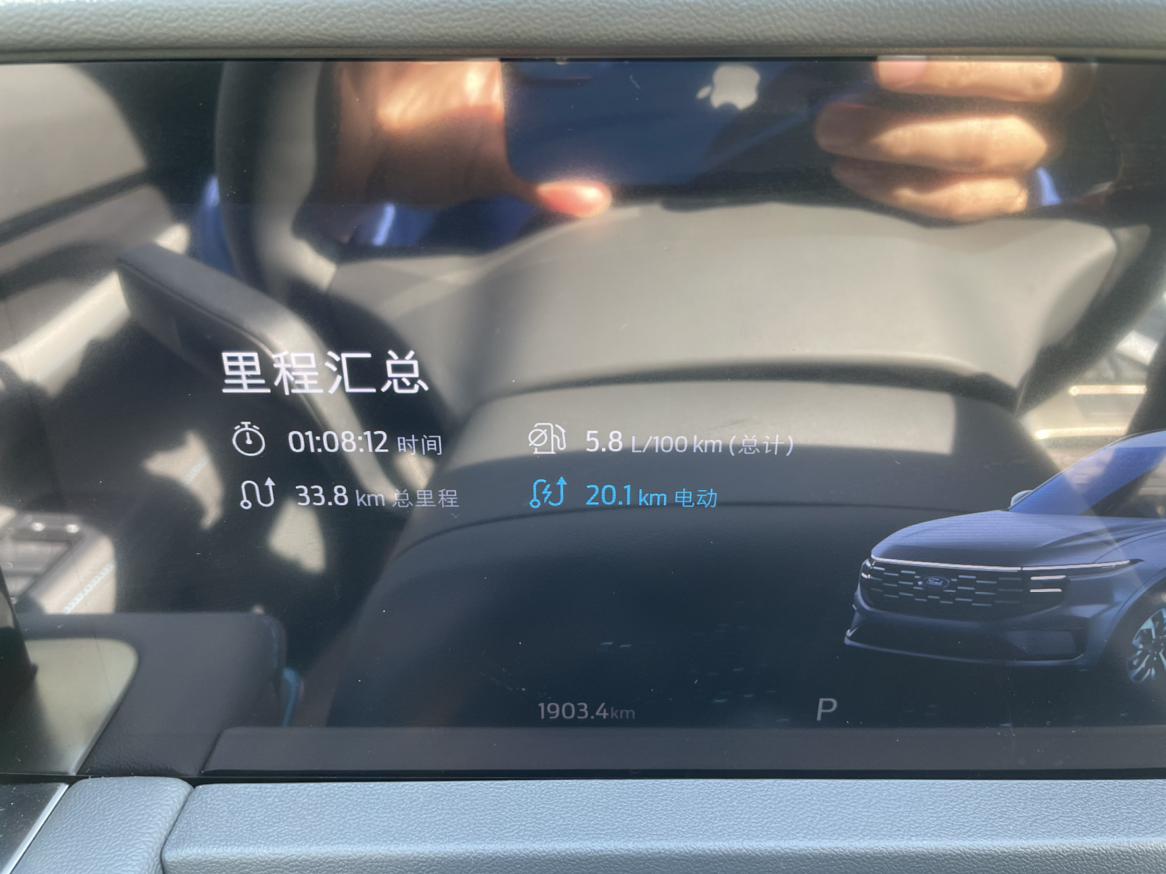 里程汇总
01:08:12 时间
5.8 L/100 km (总计)
33.8 km 总里程
20.1 km 电动
Ford
1903.4km
P